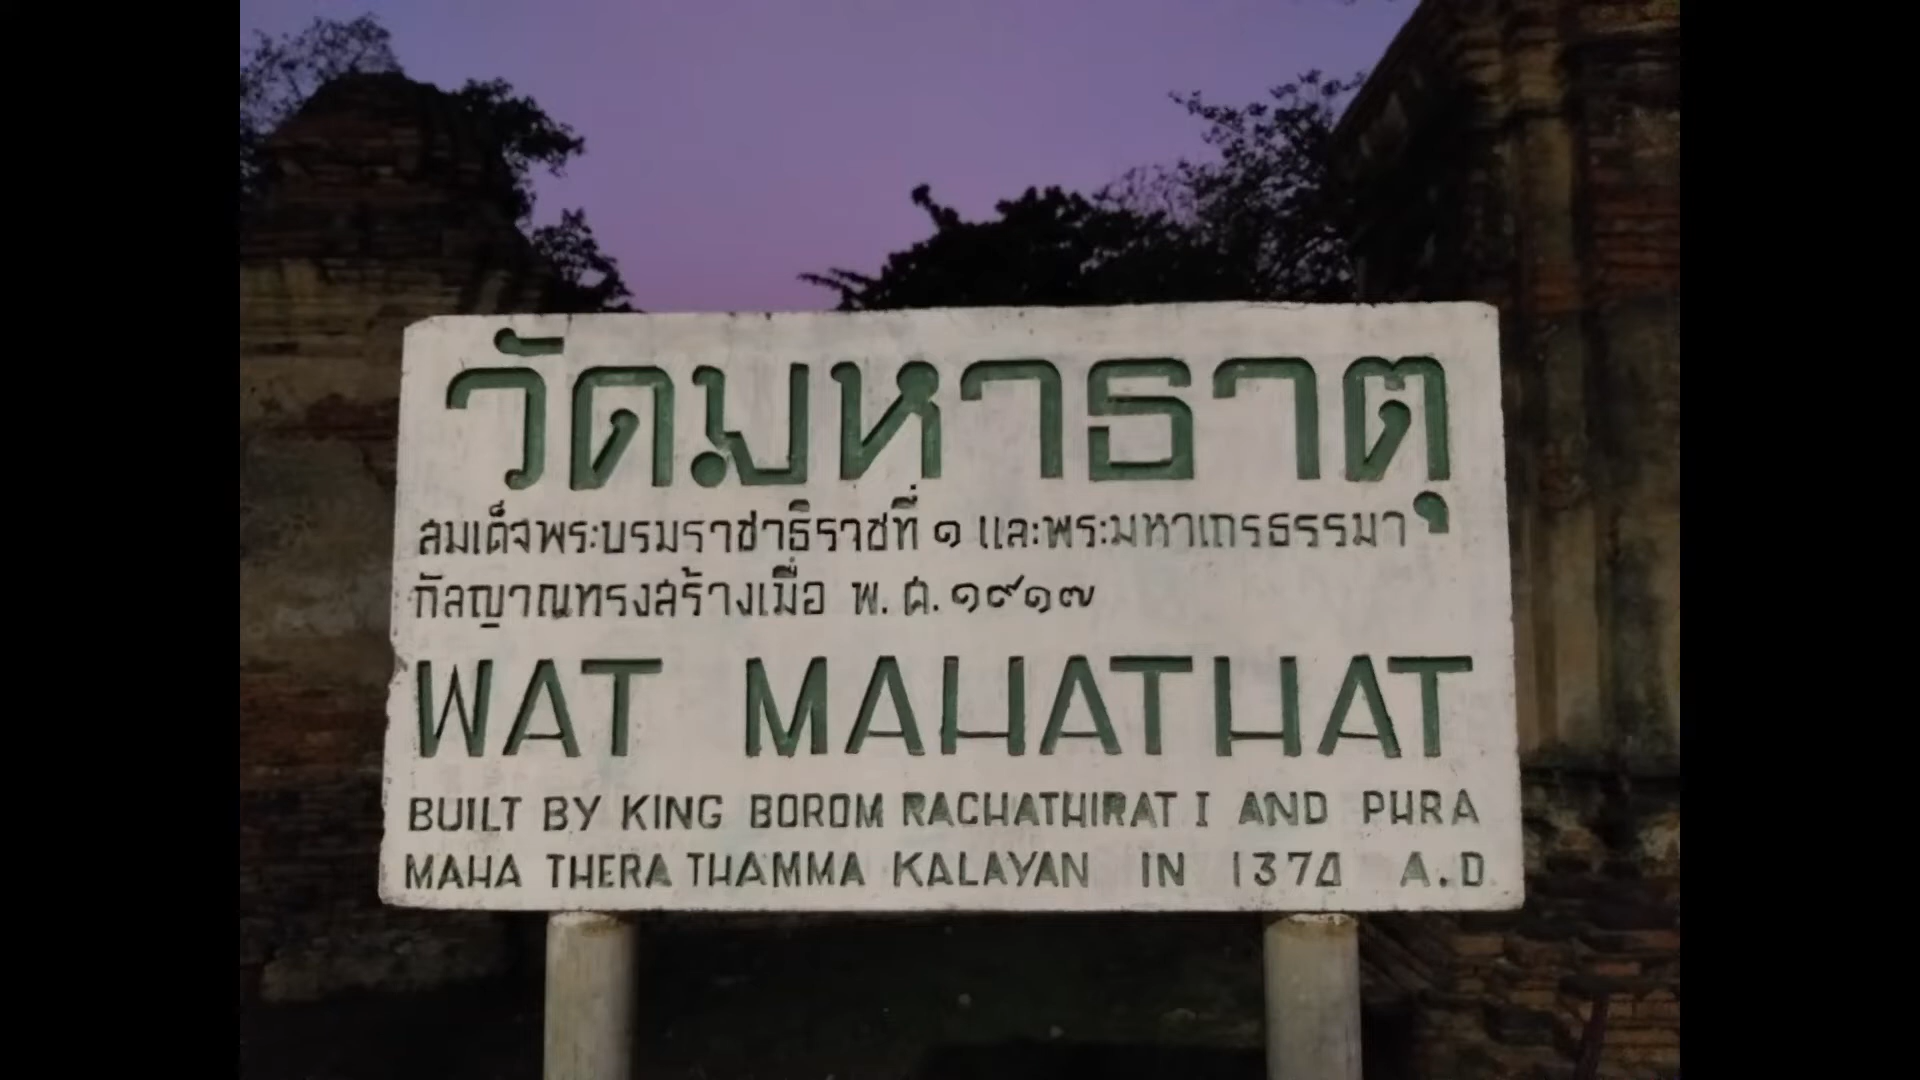 วัดมหาธาตุ
สมเด็จพระบรมราชาธิราชที่ ๑ และพระมหาเถรธรรมา
กัลญาณทรงสร้างเมื่อ พ.ศ.๑๙๑๗
WAT MAHATHAT
BUILT BY KING BOROM RACHATHIRAT I AND PHRA
MAHA THERA THAMMA KALAYAN IN 1374 A.D